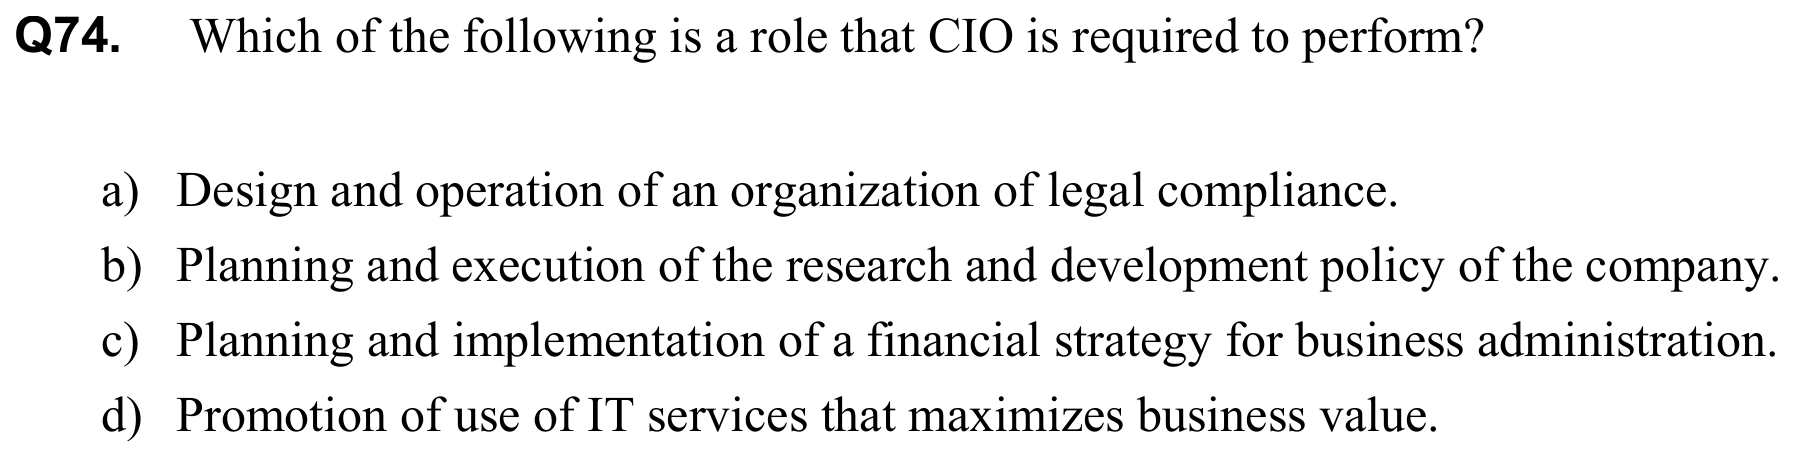 Q74. Which of the following is a role that CIO is required to perform?
a) Design and operation of an organization of legal compliance.
b) Planning and execution of the research and development policy of the company.
c) Planning and implementation of a financial strategy for business administration.
d) Promotion of use of IT services that maximizes business value.